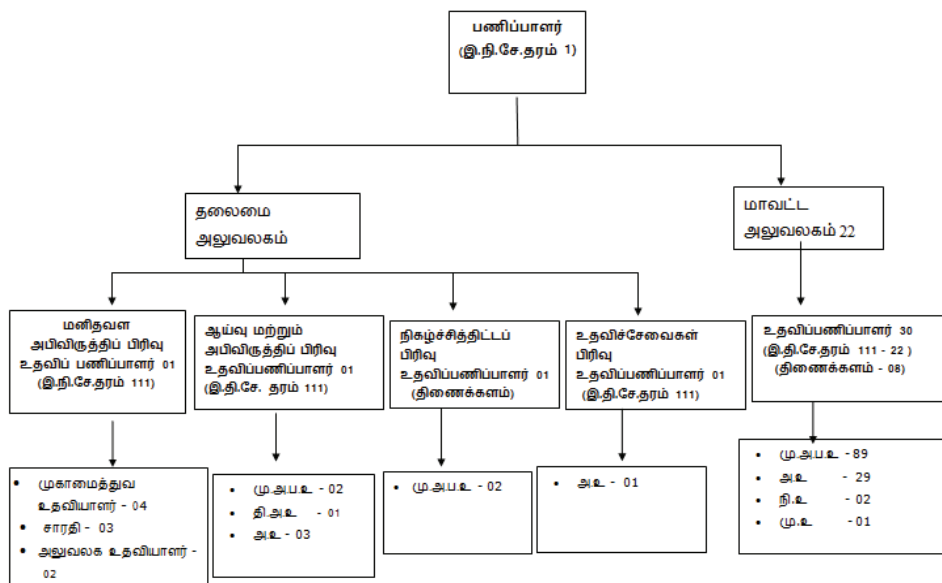 பணிப்பாளர்
(இ.நி.சே.தரம் 1)
தலைமை
அலுவலகம்
மாவட்ட
அலுவலகம் 22
மனிதவள
அபிவிருத்திப் பிரிவு
உதவிப் பணிப்பாளர் 01
(இ.நி.சே.தரம் 111)
ஆய்வு மற்றும்
அபிவிருத்திப் பிரிவு
உதவிப்பணிப்பாளர் 01
(இ.தி.சே. தரம் 111)
நிகழ்ச்சித்திட்டப்
பிரிவு
உதவிப்பணிப்பாளர் 01
(திணைக்களம்)
உதவிச்சேவைகள்
பிரிவு
உதவிப்பணிப்பாளர் 01
(இ.தி.சே.தரம் 111)
உதவிப்பணிப்பாளர் 30
(இ.தி.சே.தரம் 111 - 22 )
(திணைக்களம் - 08)
• முகாமைத்துவ
உதவியாளர் - 04
• சாரதி - 03
• அலுவலக உதவியாளர் -
02
• மு.அ.ப.உ - 02
• தி.அ.உ - 01
• அ.உ - 03
• மு.அ.ப.உ - 02
• அ.உ - 01
• மு.அ.ப.உ - 89
• அ.உ - 29
• நி.உ - 02
• மு.உ - 01